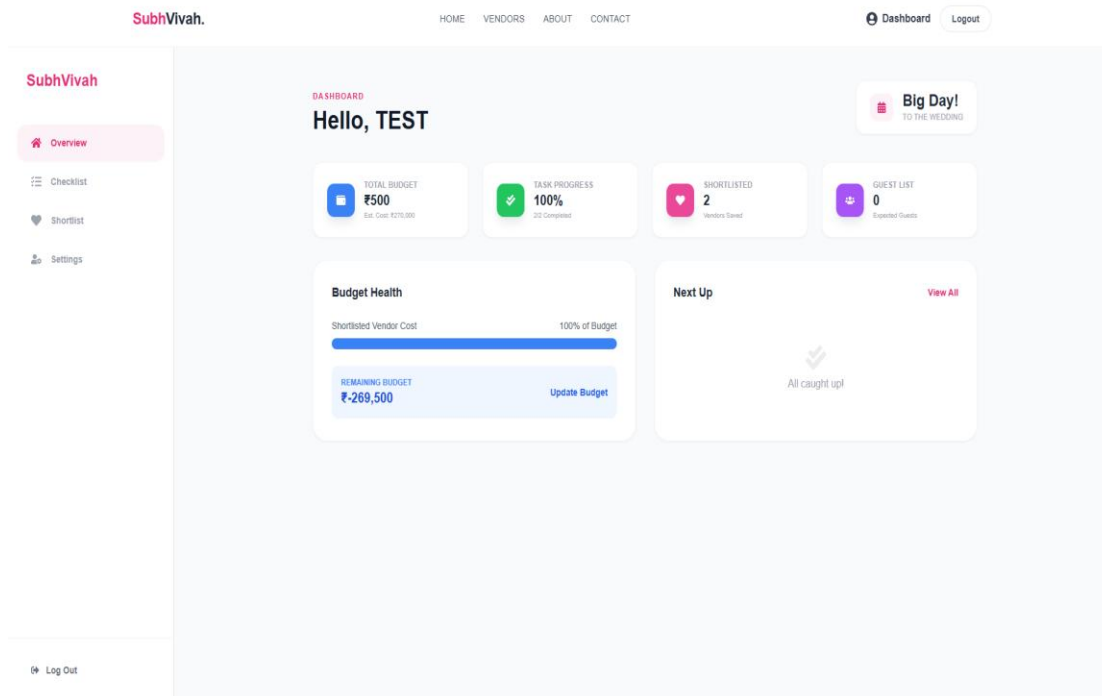 SubhVivah.
HOME VENDORS ABOUT CONTACT
Dashboard Logout
SubhVivah
Overview
Checklist
Shortlist
Settings
Log Out
DASHBOARD
Hello, TEST
Big Day!
TO THE WEDDING
TOTAL BUDGET
₹500
Est. Cost: ₹270,000
TASK PROGRESS
100%
2/2 Completed
SHORTLISTED
2
Vendors Saved
GUEST LIST
0
Expected Guests
Budget Health
Shortlisted Vendor Cost 100% of Budget
REMAINING BUDGET
₹-269,500
Update Budget
Next Up View All
All caught up!